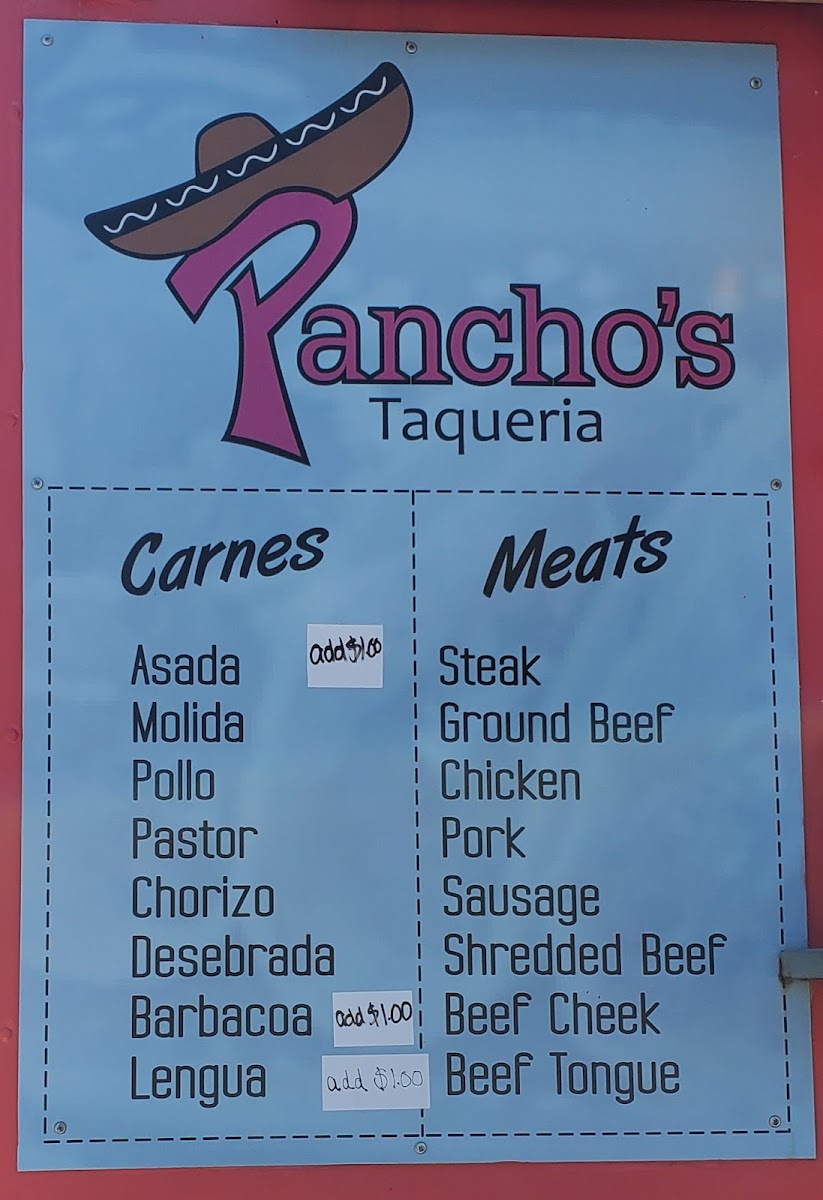 Pancho's
Taqueria
Carnes Meats
Asada add $1.00 Steak
Molida Ground Beef
Pollo Chicken
Pastor Pork
Chorizo Sausage
Desebrada Shredded Beef
Barbacoa add $1.00 Beef Cheek
Lengua add $1.00 Beef Tongue